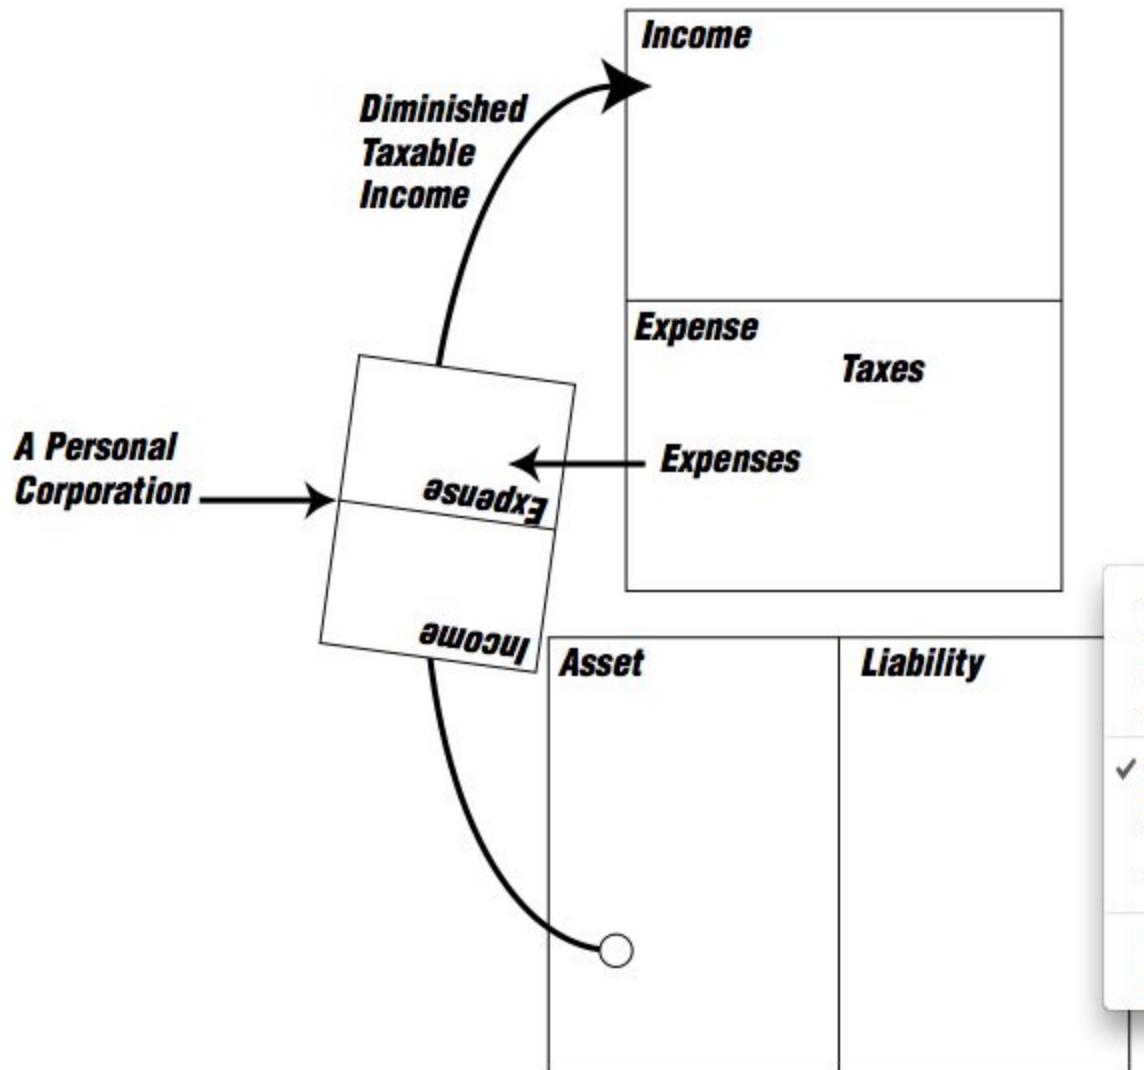 Income
Diminished
Taxable
Income
Expense
Taxes
A Personal
Corporation
Expenses
Expense
Income
Asset
Liability